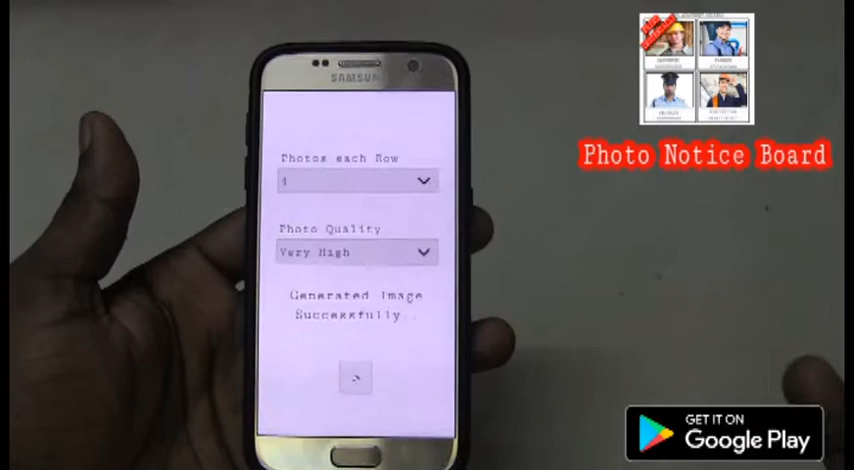 SAMSUNG
Photos each Row
4
Photo Quality
Very High
Generated Image
Successfully..
Photo Notice Board
GET IT ON
Google Play